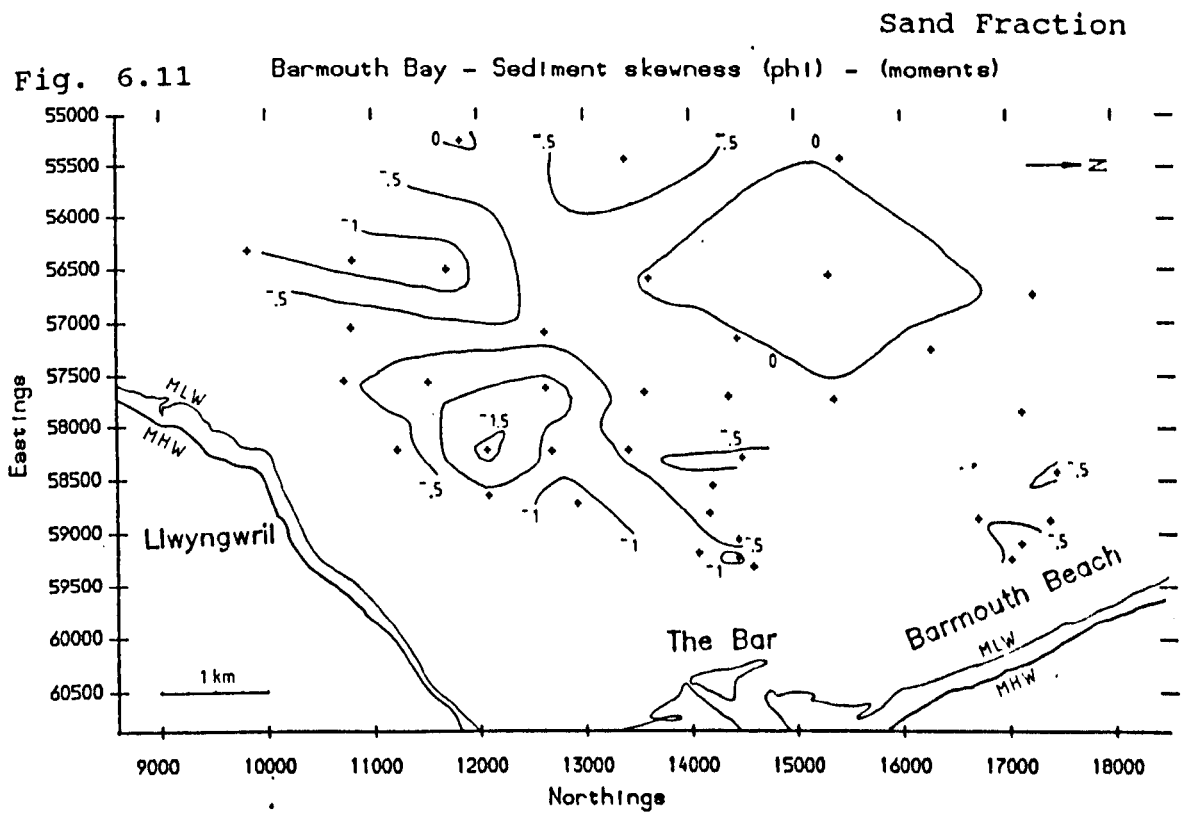 Sand Fraction
Fig. 6.11
Barmouth Bay - Sediment skewness (phi) - (moments)
55000
55500
56000
56500
57000
57500
58000
58500
59000
59500
60000
60500
Eastings
0
-.5
-.5
0
N
-.5
-1
-.5
0
MLW
MHW
-1.5
-.5
-.5
-.5
-1
-1
-.5
-1
-.5
Llwyngwril
Barmouth Beach
The Bar
MLW
MHW
1 km
9000 10000 11000 12000 13000 14000 15000 16000 17000 18000
Northings